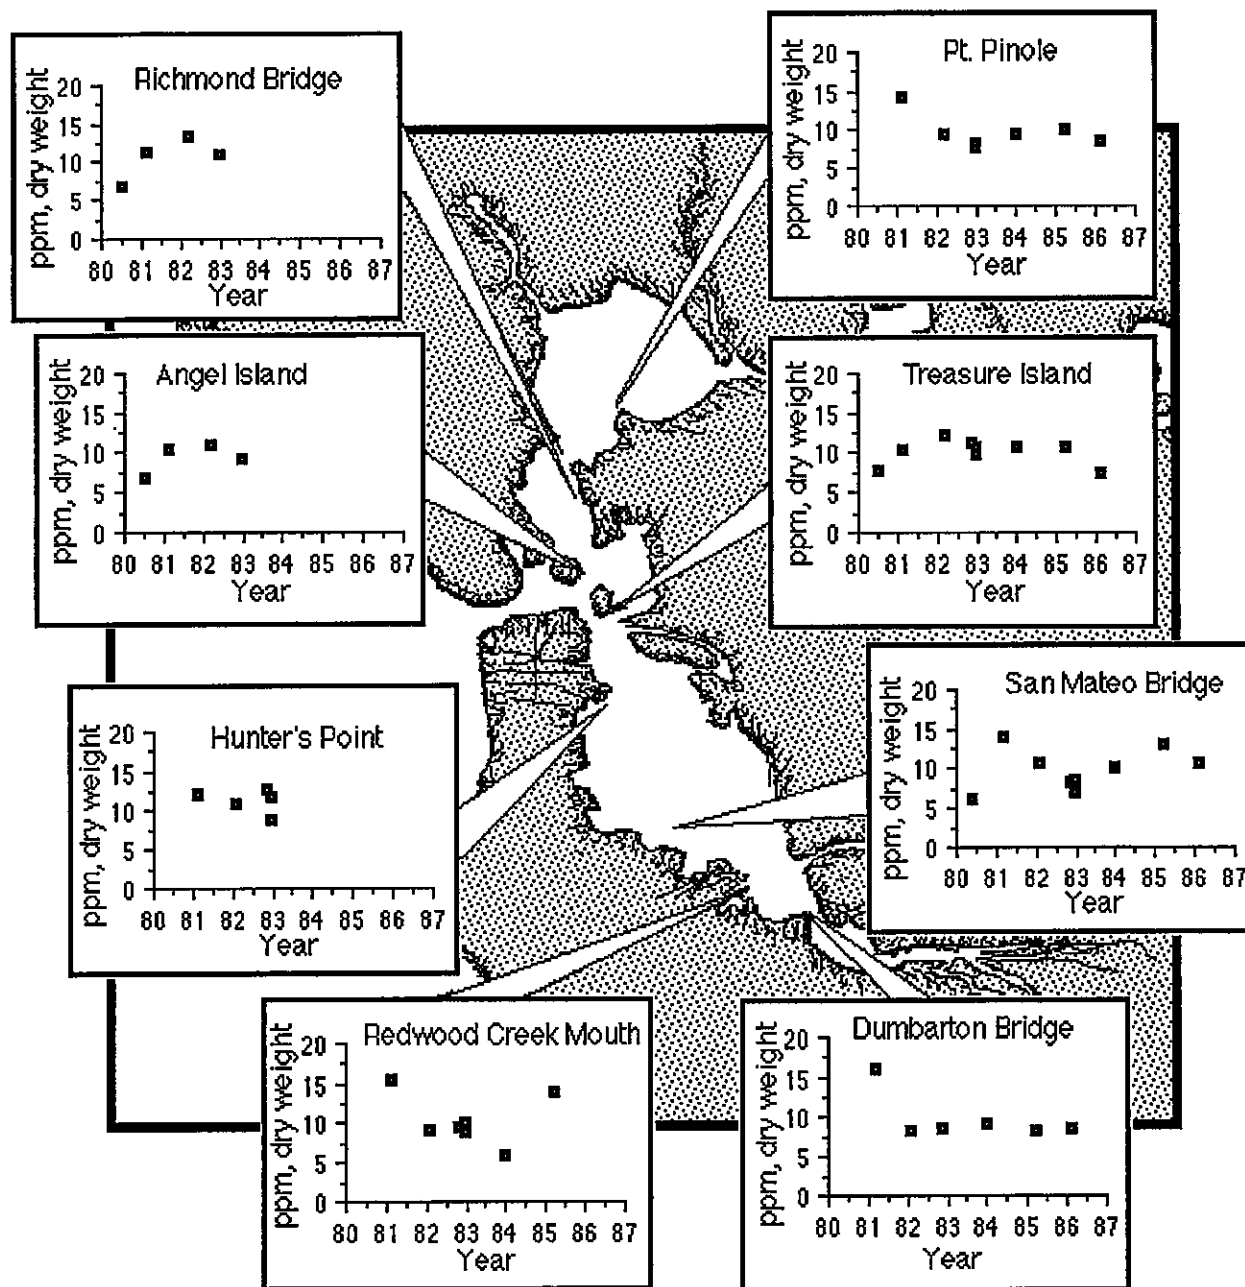 Richmond Bridge
ppm, dry weight
20
15
10
5
0
80 81 82 83 84 85 86 87
Year
Pt. Pinole
ppm, dry weight
20
15
10
5
0
80 81 82 83 84 85 86 87
Year
Angel Island
ppm, dry weight
20
15
10
5
0
80 81 82 83 84 85 86 87
Year
Treasure Island
ppm, dry weight
20
15
10
5
0
80 81 82 83 84 85 86 87
Year
Hunter's Point
ppm, dry weight
20
15
10
5
0
80 81 82 83 84 85 86 87
Year
San Mateo Bridge
ppm, dry weight
20
15
10
5
0
80 81 82 83 84 85 86 87
Year
Redwood Creek Mouth
ppm, dry weight
20
15
10
5
0
80 81 82 83 84 85 86 87
Year
Dumbarton Bridge
ppm, dry weight
20
15
10
5
0
80 81 82 83 84 85 86 87
Year